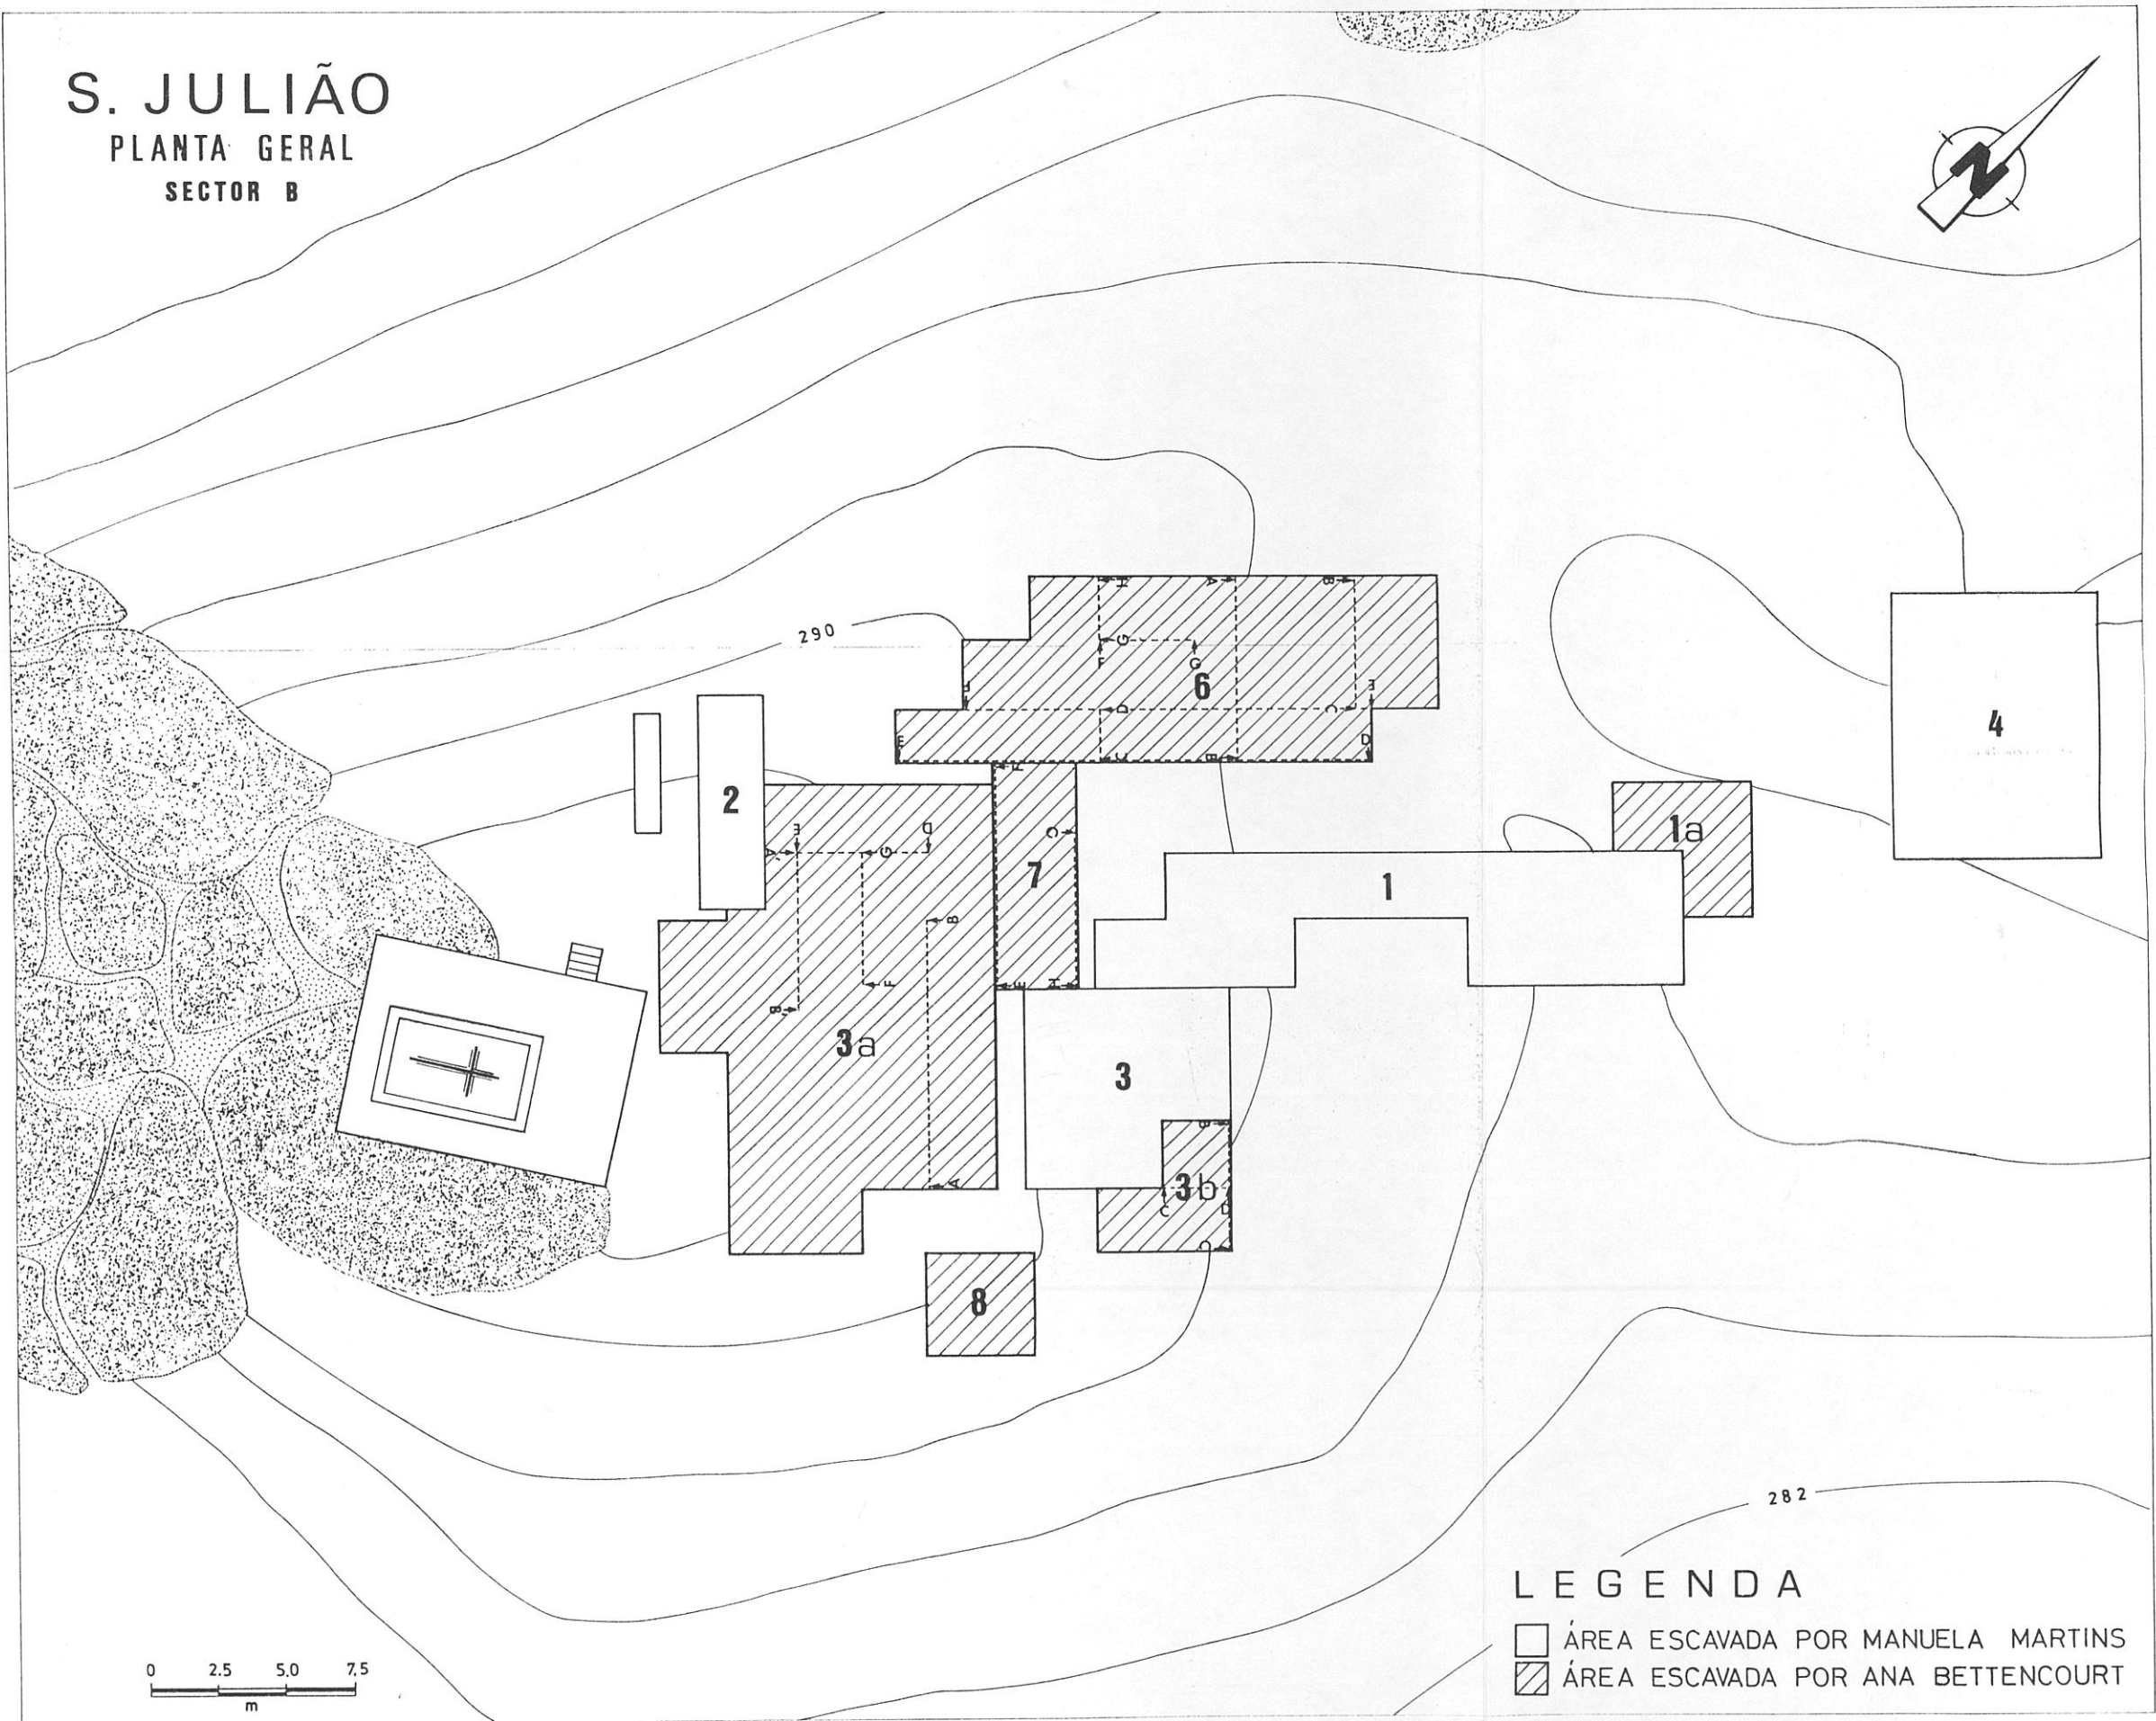 S. JULIÃO
PLANTA GERAL
SECTOR B
N
290
H A B
G
F G
6
F D C E
E C B D
F
2
1a
4
E D
A' G C
7
1
B
F E H
B'
3a
3
B
A
3b
C D
C
8
282
LEGENDA
ÁREA ESCAVADA POR MANUELA MARTINS
ÁREA ESCAVADA POR ANA BETTENCOURT
0 2.5 5.0 7.5
m